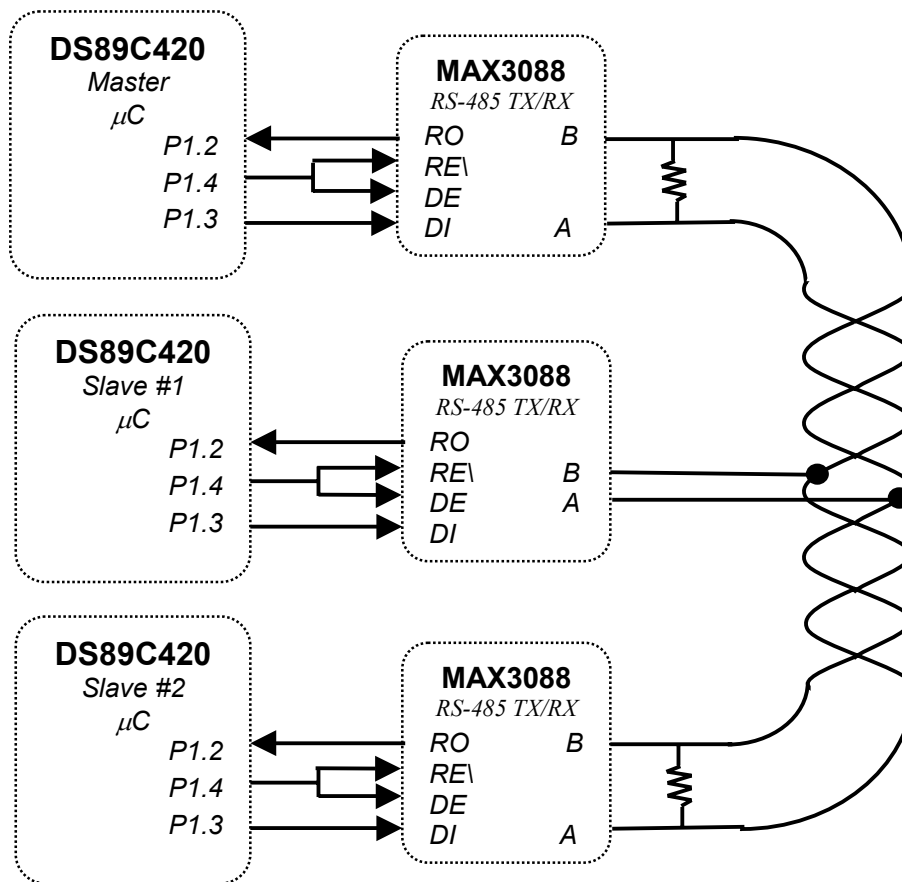 DS89C420
Master
μC
P1.2
P1.4
P1.3
MAX3088
RS-485 TX/RX
RO B
RE\
DE
DI A
DS89C420
Slave #1
μC
P1.2
P1.4
P1.3
MAX3088
RS-485 TX/RX
RO
RE\ B
DE A
DI
DS89C420
Slave #2
μC
P1.2
P1.4
P1.3
MAX3088
RS-485 TX/RX
RO B
RE\
DE
DI A